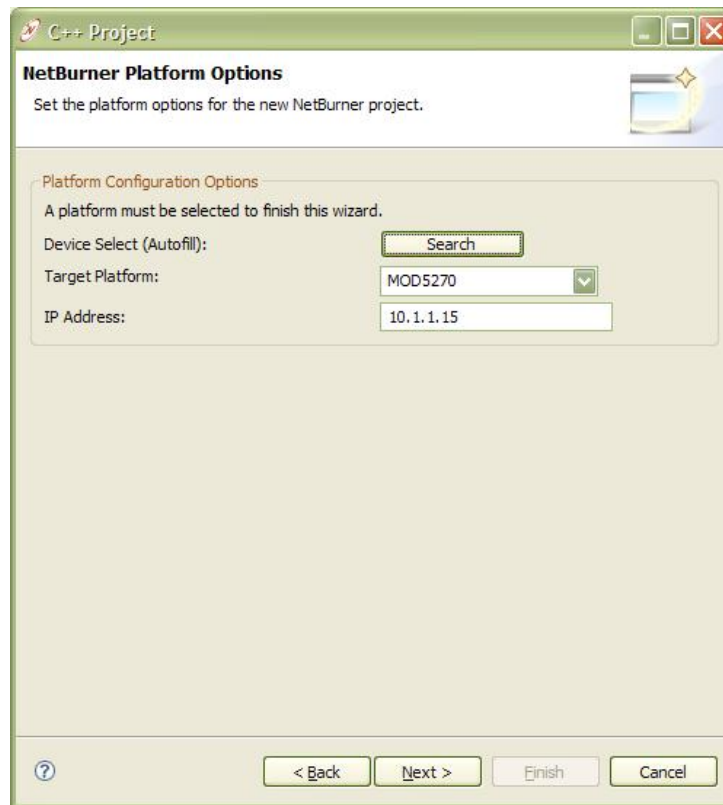 C++ Project
NetBurner Platform Options
Set the platform options for the new NetBurner project.
Platform Configuration Options
A platform must be selected to finish this wizard.
Device Select (Autofill): Search
Target Platform: MOD5270
IP Address: 10.1.1.15
? < Back Next > Finish Cancel